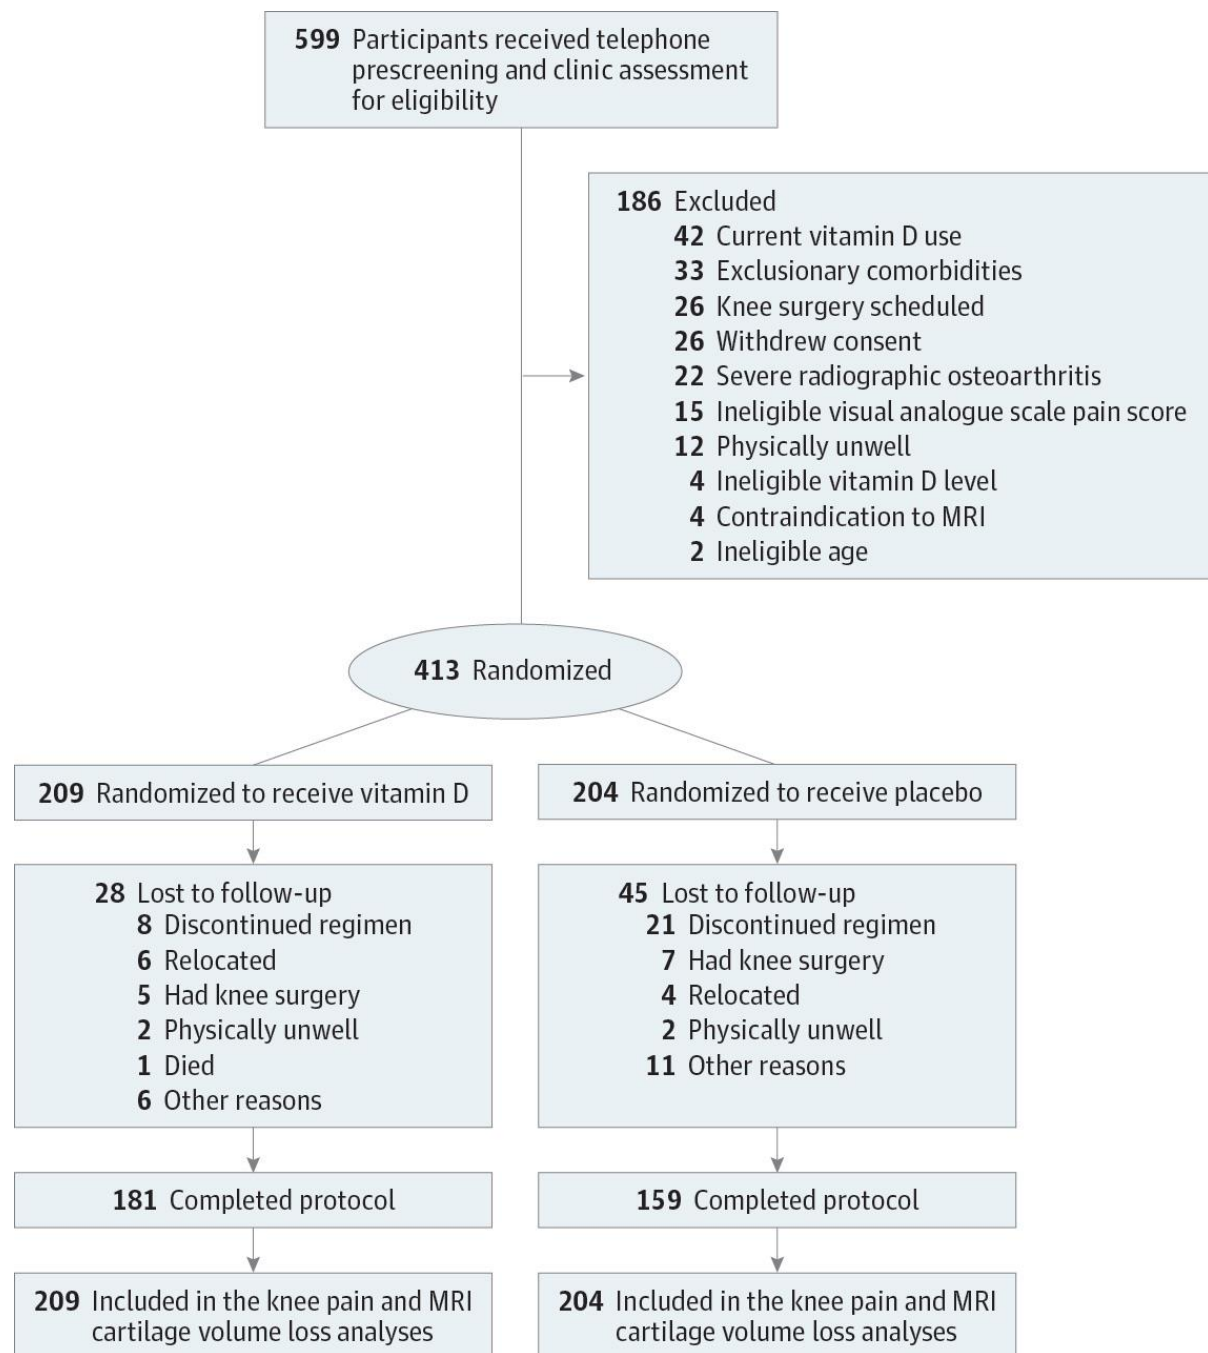 599 Participants received telephone
prescreening and clinic assessment
for eligibility
186 Excluded
42 Current vitamin D use
33 Exclusionary comorbidities
26 Knee surgery scheduled
26 Withdrew consent
22 Severe radiographic osteoarthritis
15 Ineligible visual analogue scale pain score
12 Physically unwell
4 Ineligible vitamin D level
4 Contraindication to MRI
2 Ineligible age
413 Randomized
209 Randomized to receive vitamin D
28 Lost to follow-up
8 Discontinued regimen
6 Relocated
5 Had knee surgery
2 Physically unwell
1 Died
6 Other reasons
181 Completed protocol
209 Included in the knee pain and MRI
cartilage volume loss analyses
204 Randomized to receive placebo
45 Lost to follow-up
21 Discontinued regimen
7 Had knee surgery
4 Relocated
2 Physically unwell
11 Other reasons
159 Completed protocol
204 Included in the knee pain and MRI
cartilage volume loss analyses